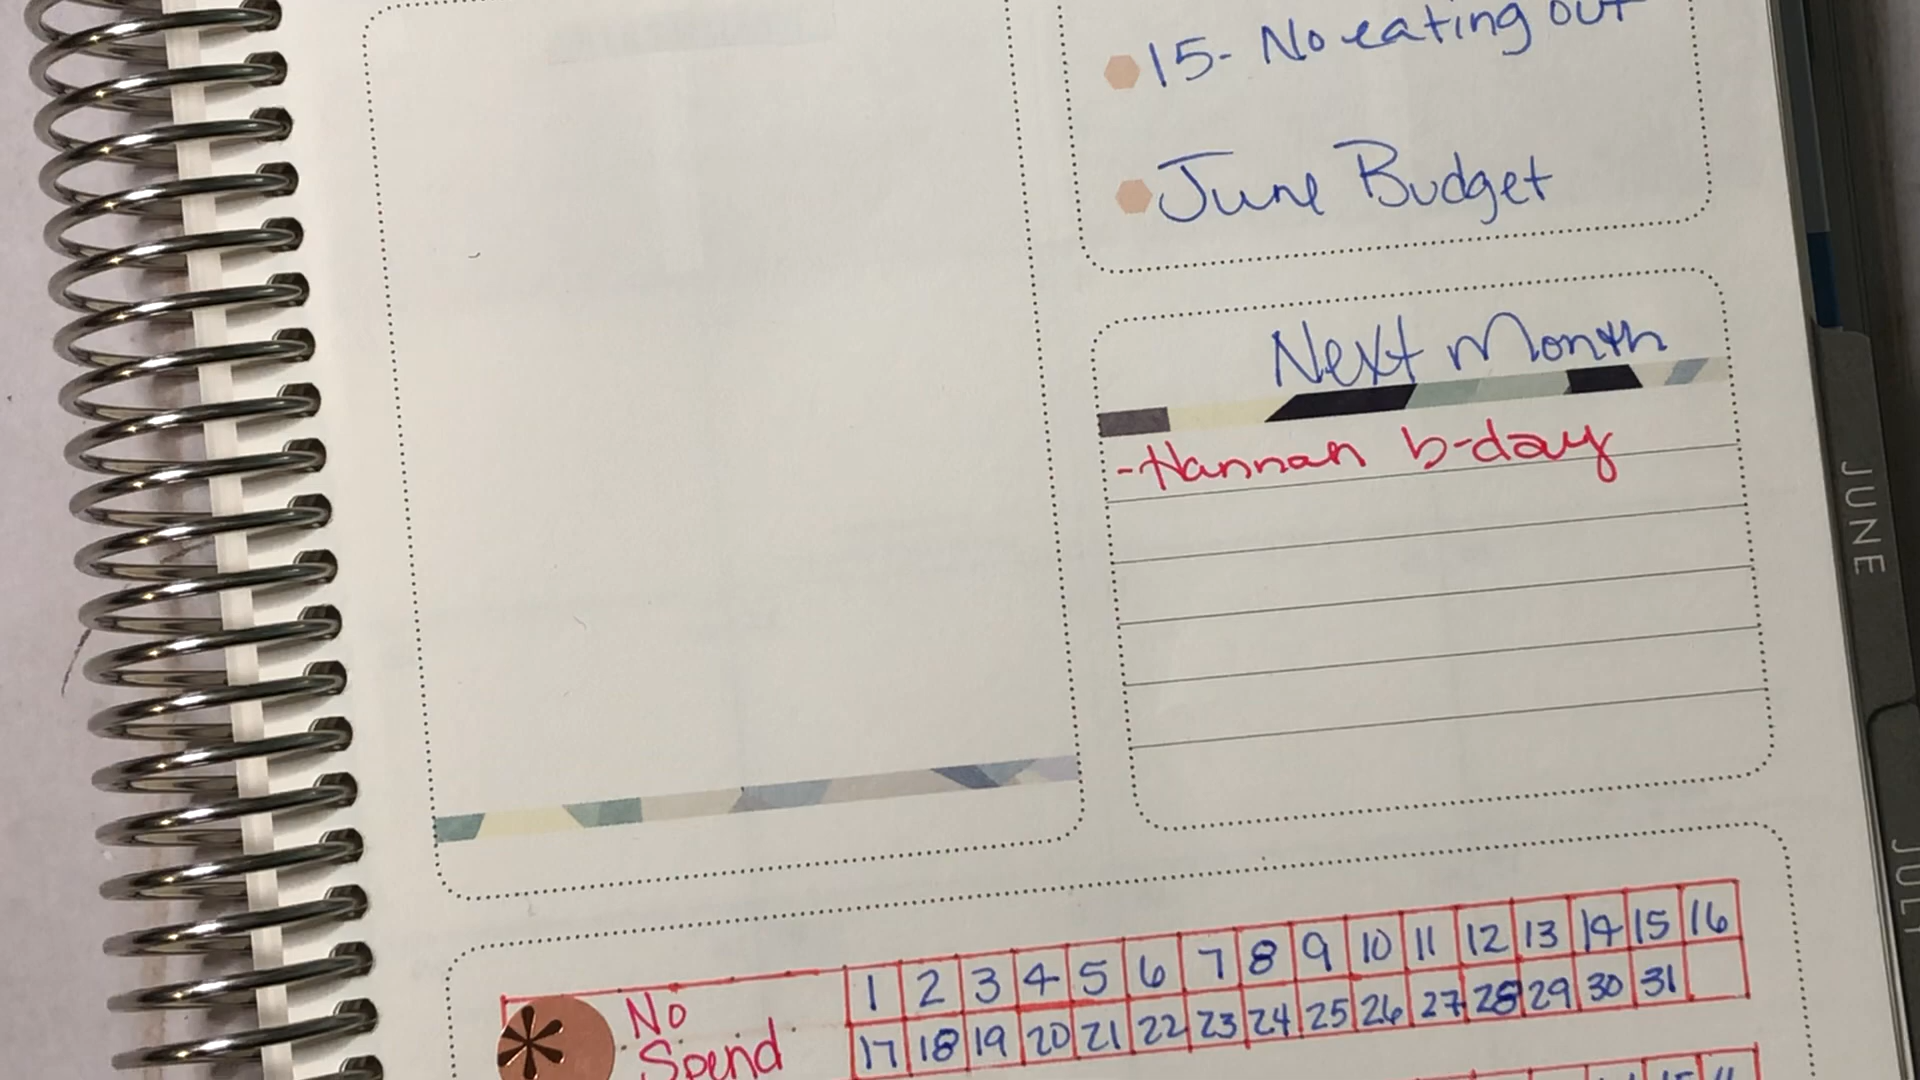 15- No eating out
June Budget
Next Month
-Hannah b-day
JUNE
JULY
No
Spend
1 2 3 4 5 6 7 8 9 10 11 12 13 14 15 16
17 18 19 20 21 22 23 24 25 26 27 28 29 30 31